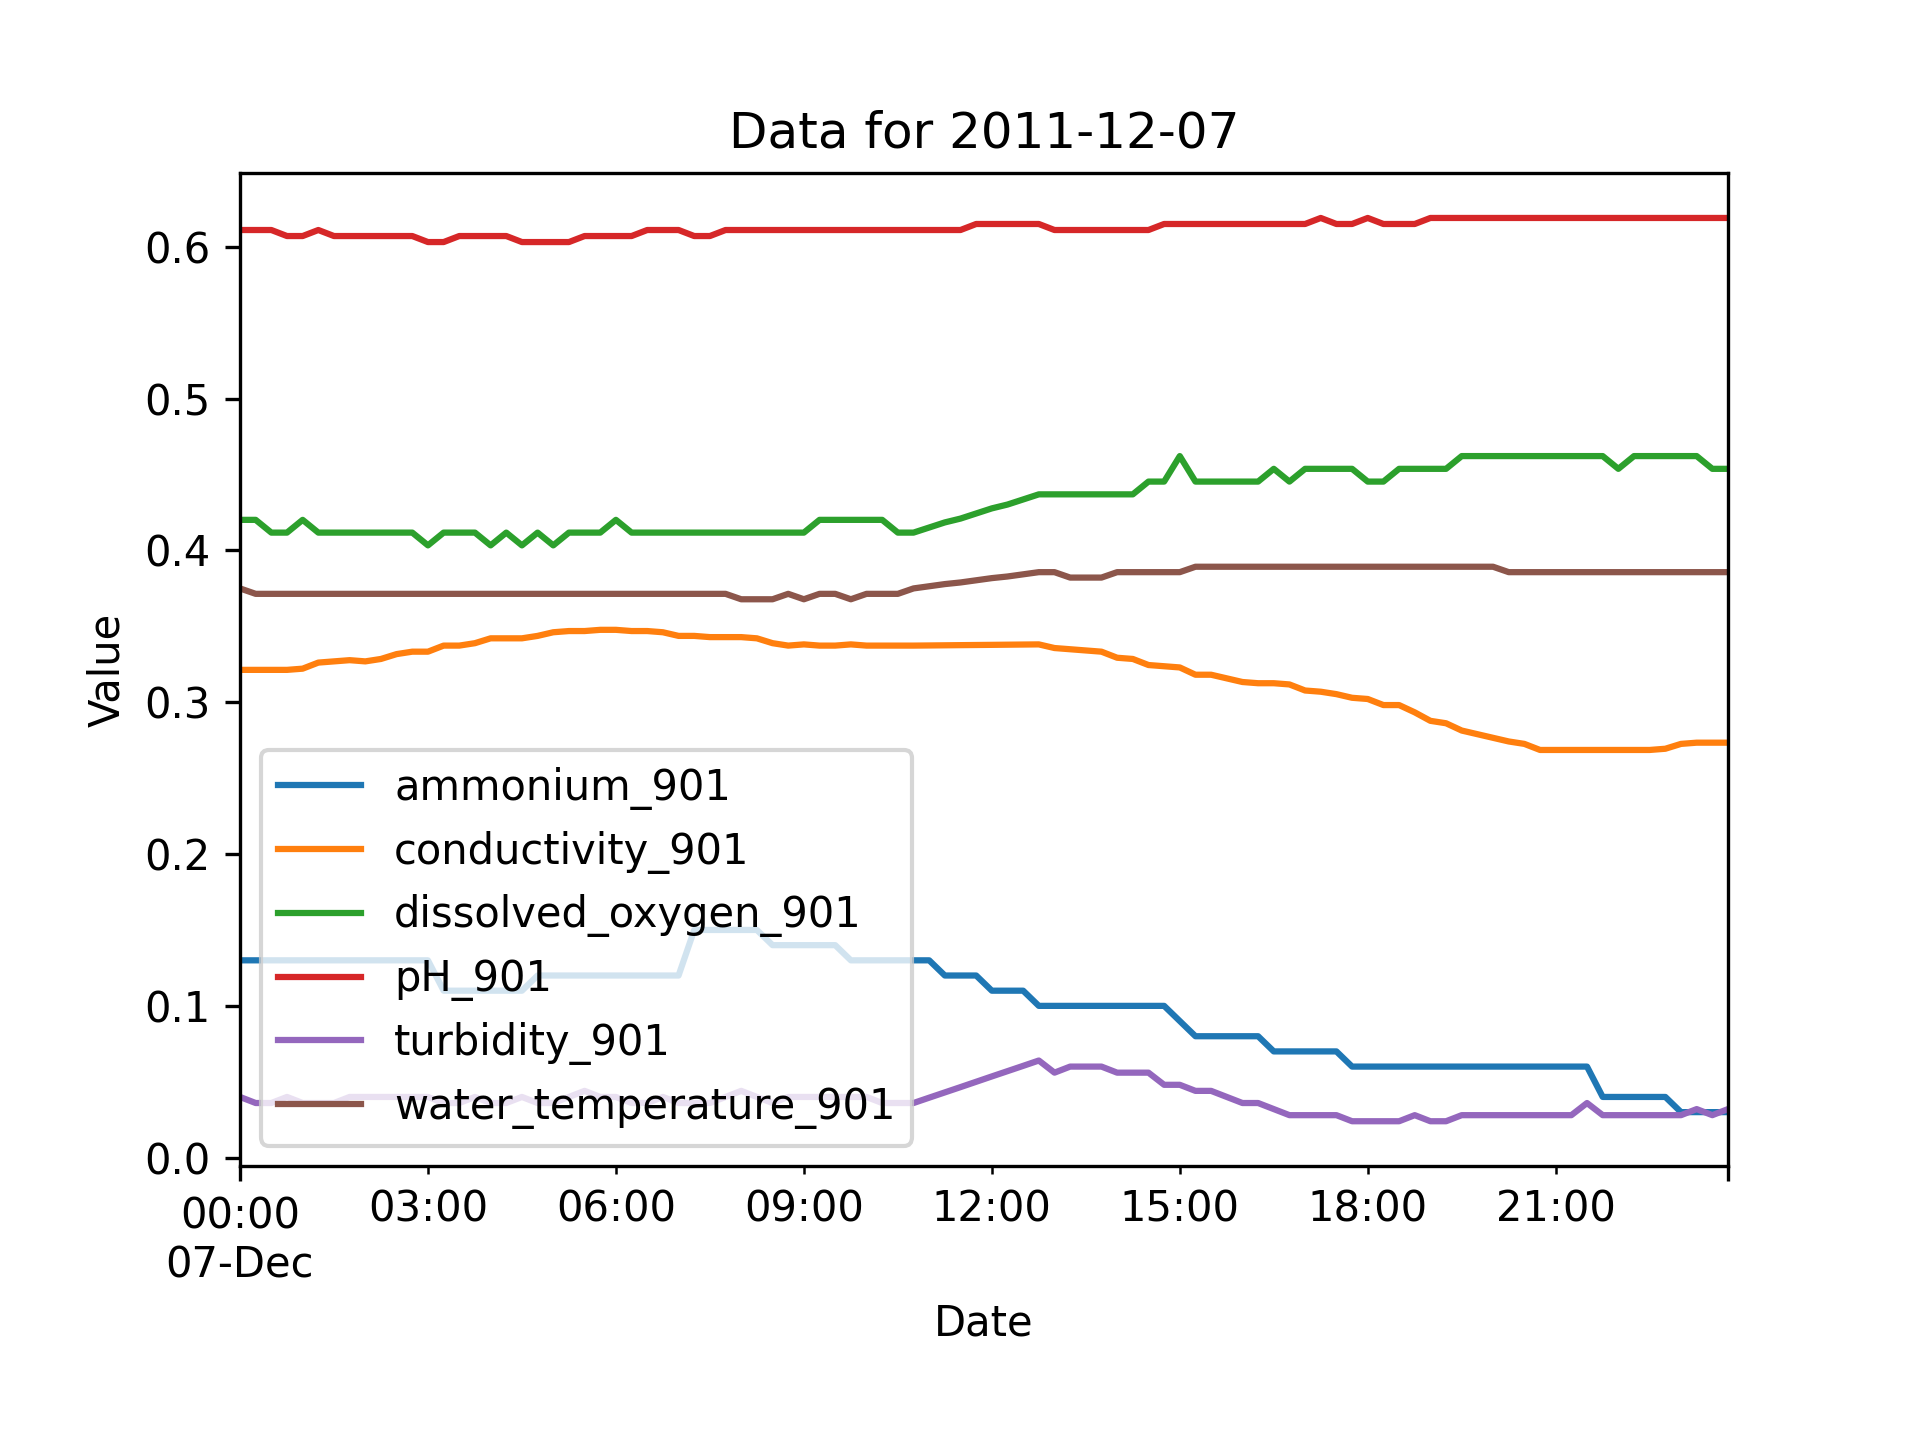 Data for 2011-12-07
Value
0.6
0.5
0.4
0.3
0.2
0.1
0.0
ammonium_901
conductivity_901
dissolved_oxygen_901
pH_901
turbidity_901
water_temperature_901
00:00 03:00 06:00 09:00 12:00 15:00 18:00 21:00
07-Dec
Date